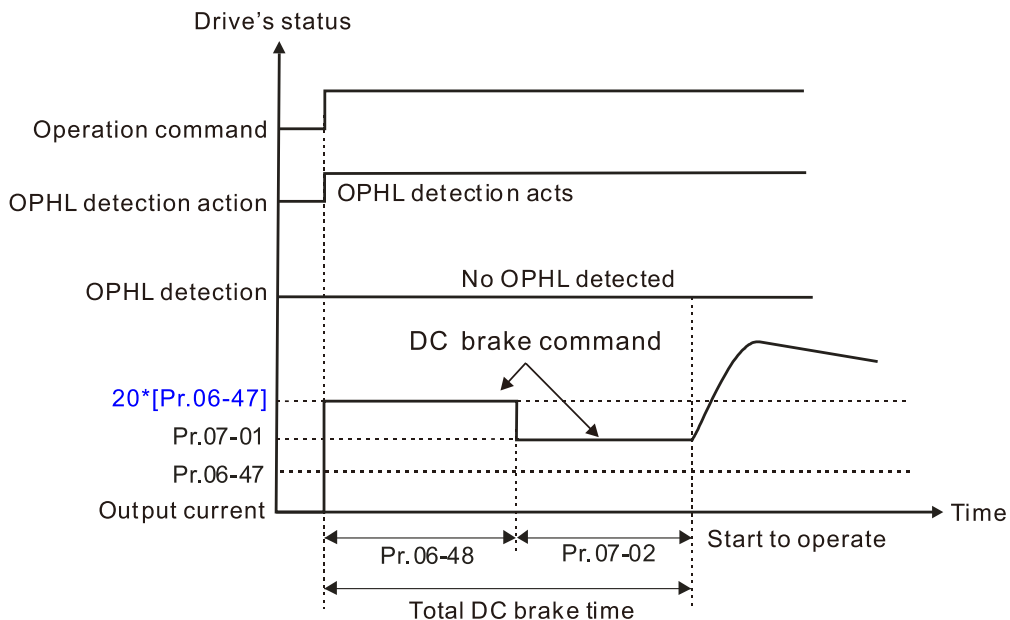 Drive's status
Operation command
OPHL detection action
OPHL detection acts
OPHL detection
No OPHL detected
DC brake command
20*[Pr.06-47]
Pr.07-01
Pr.06-47
Output current
Time
Pr.06-48
Pr.07-02
Start to operate
Total DC brake time